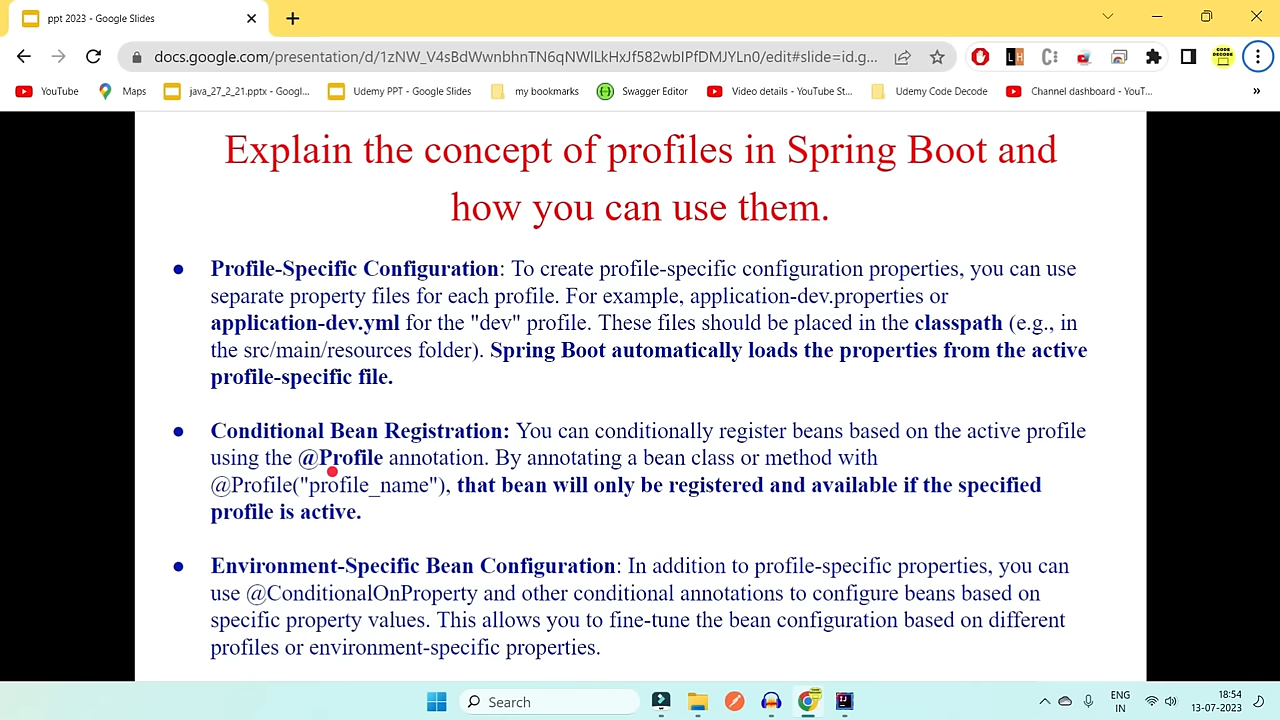 ppt 2023 - Google Slides
docs.google.com/presentation/d/1zNW_V4sadWwnbhnTN6qNWlLkHxJf582wbIPfDMJYLn0/edit#slide=id.g...
YouTube Maps java_27_2_21.pptx - Googl... Udemy PPT - Google Slides my bookmarks Swagger Editor Video details - YouTube St... Udemy Code Decode Channel dashboard - YouT... »
Explain the concept of profiles in Spring Boot and
how you can use them.
● Profile-Specific Configuration: To create profile-specific configuration properties, you can use
separate property files for each profile. For example, application-dev.properties or
application-dev.yml for the "dev" profile. These files should be placed in the classpath (e.g., in
the src/main/resources folder). Spring Boot automatically loads the properties from the active
profile-specific file.
● Conditional Bean Registration: You can conditionally register beans based on the active profile
using the @Profile annotation. By annotating a bean class or method with
@Profile("profile_name"), that bean will only be registered and available if the specified
profile is active.
● Environment-Specific Bean Configuration: In addition to profile-specific properties, you can
use @ConditionalOnProperty and other conditional annotations to configure beans based on
specific property values. This allows you to fine-tune the bean configuration based on different
profiles or environment-specific properties.
Search
ENG
IN
18:54
13-07-2023